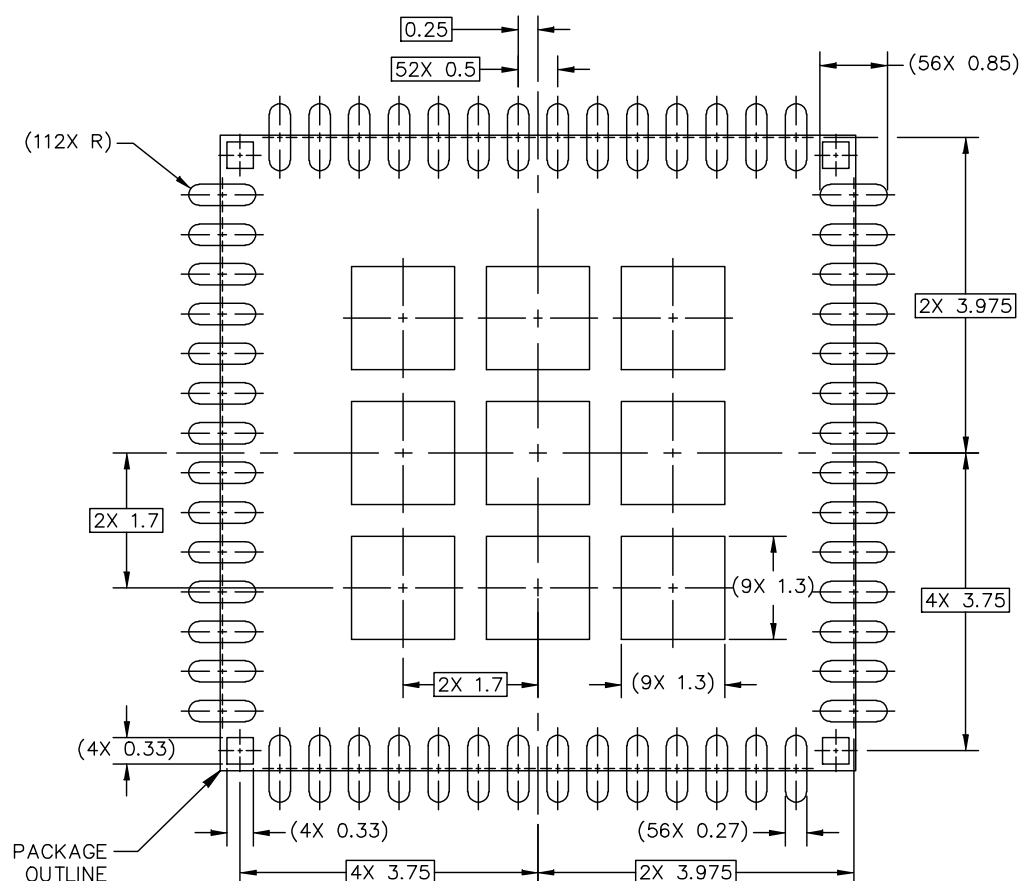 0.25
52X 0.5
(56X 0.85)
(112X R)
2X 3.975
2X 1.7
(9X 1.3)
4X 3.75
2X 1.7
(9X 1.3)
(4X 0.33)
(4X 0.33)
(56X 0.27)
PACKAGE
OUTLINE
4X 3.75
2X 3.975